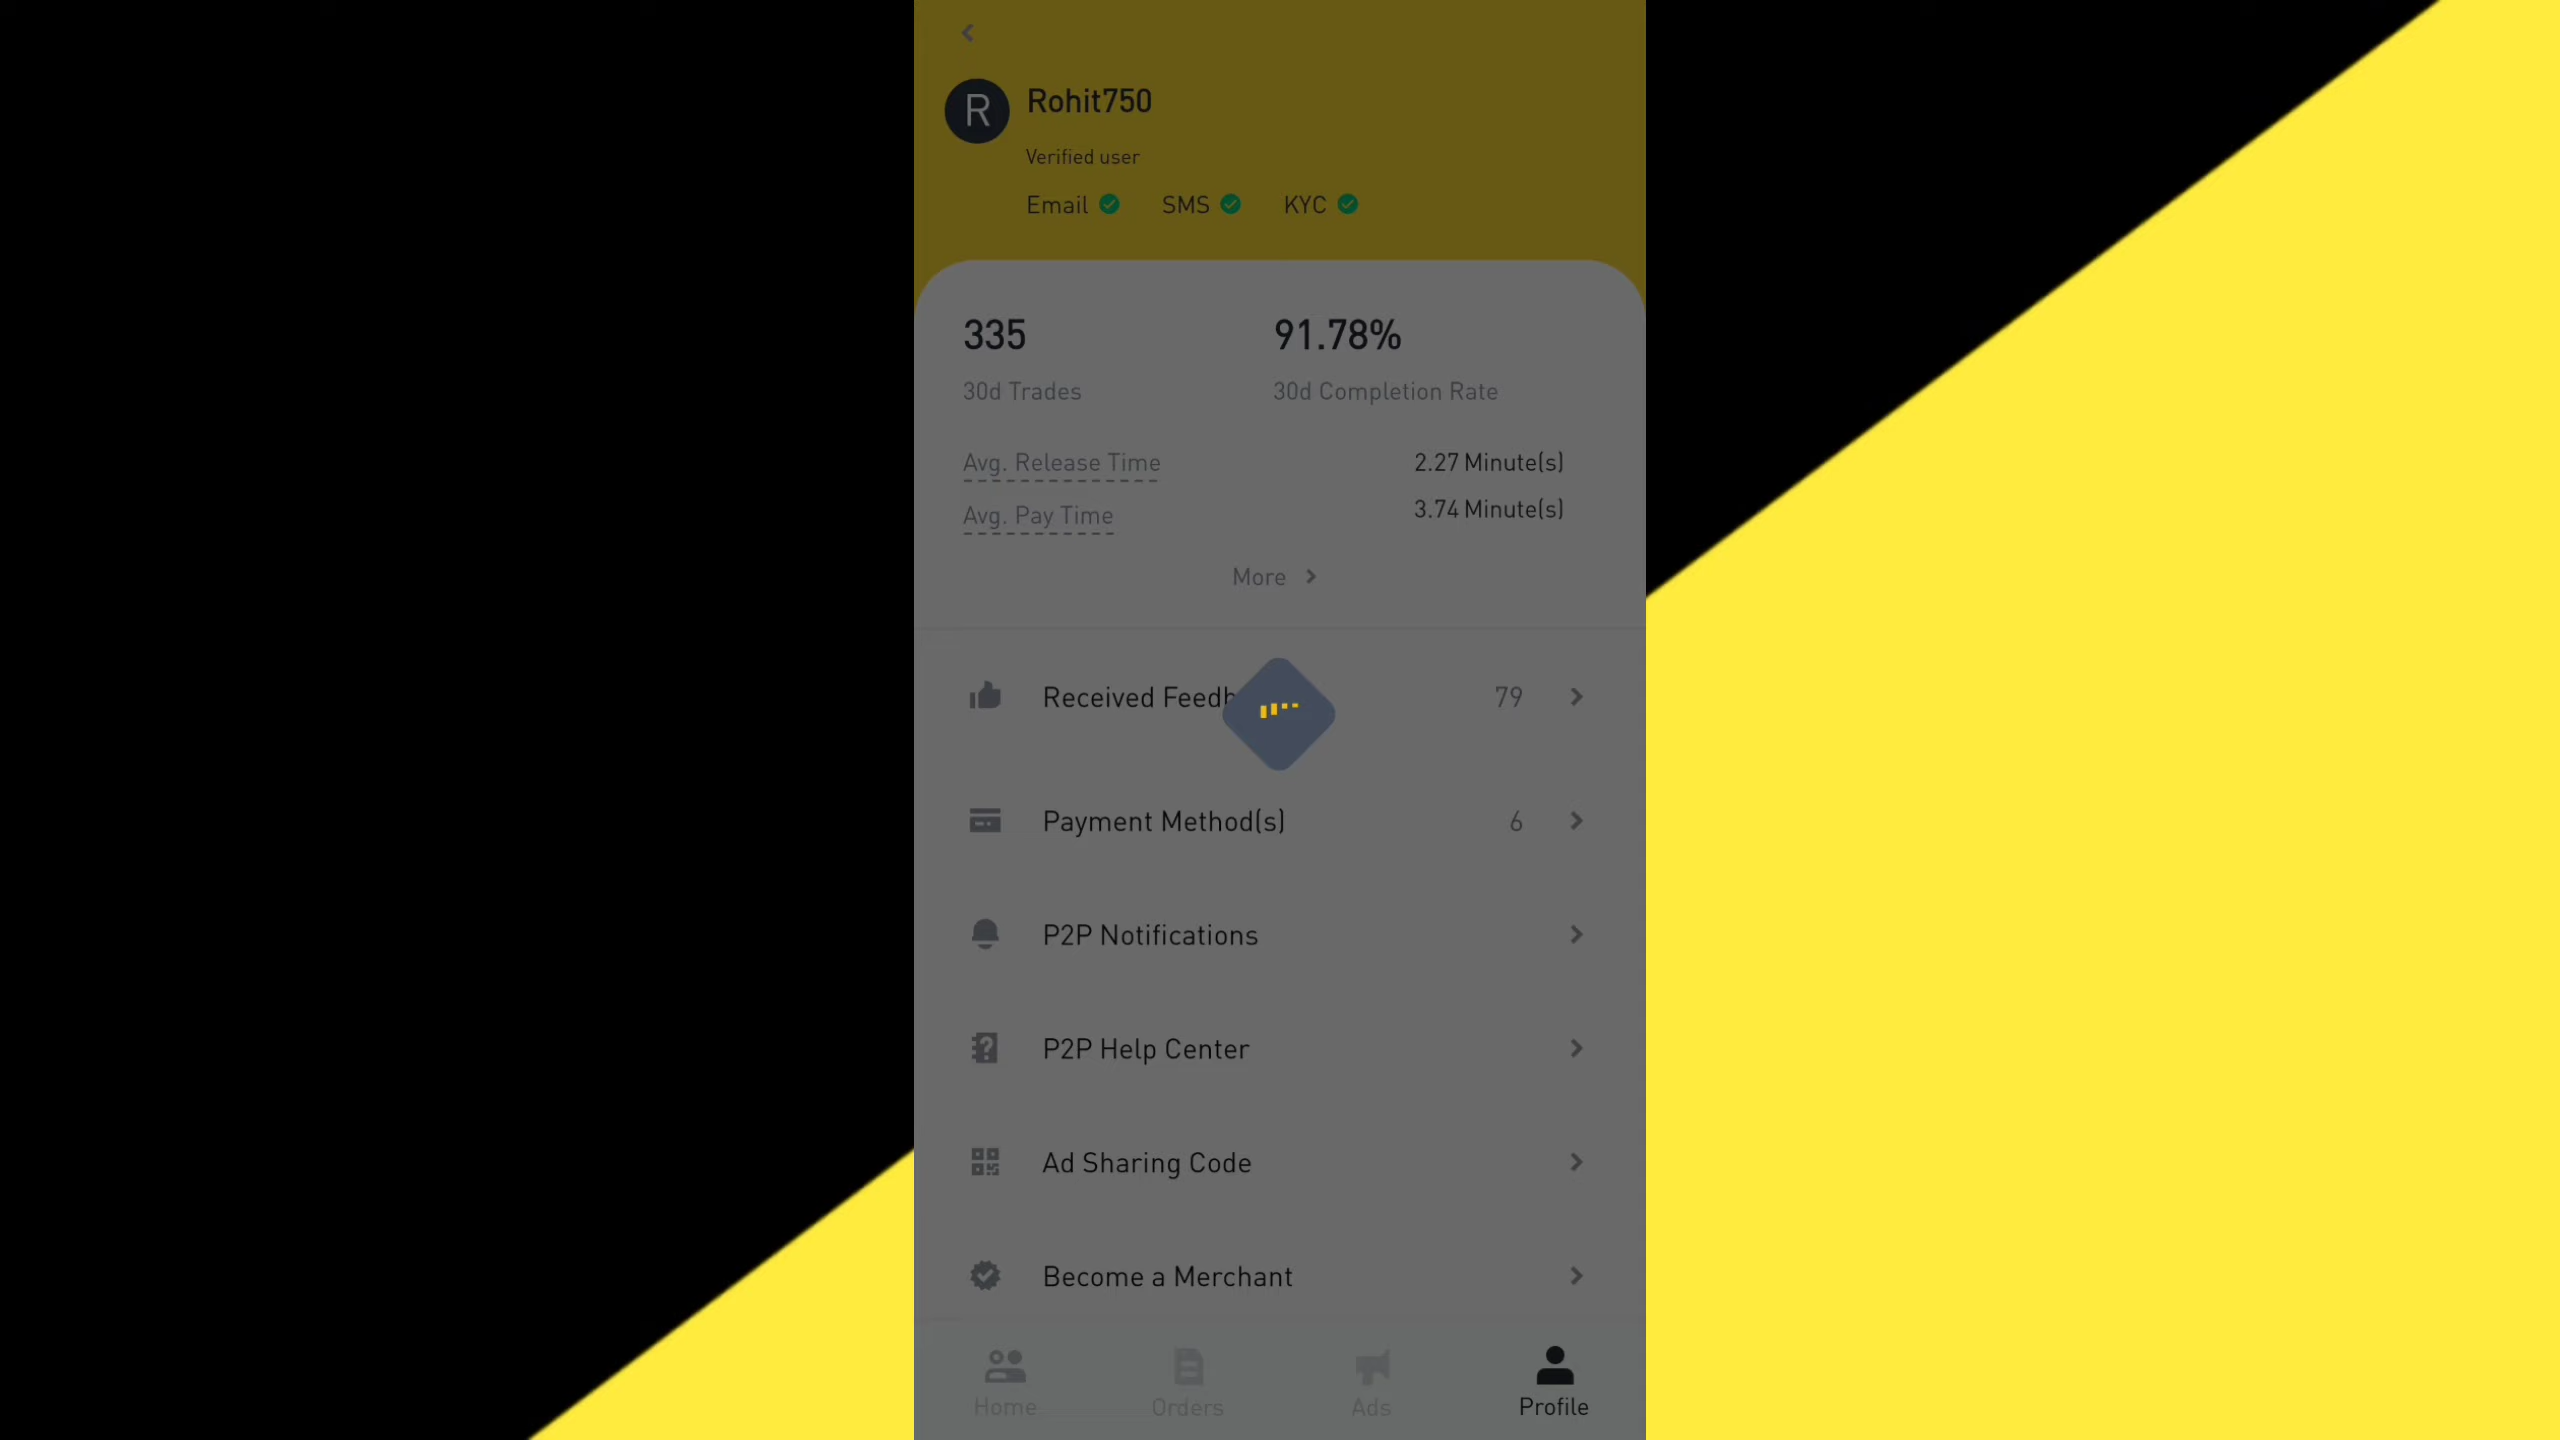 R
Rohit750
Verified user
Email SMS KYC
335 91.78%
30d Trades 30d Completion Rate
Avg. Release Time 2.27 Minute(s)
Avg. Pay Time 3.74 Minute(s)
More
Received Feedb 79
Payment Method(s) 6
P2P Notifications
P2P Help Center
Ad Sharing Code
Become a Merchant
Home Orders Ads Profile